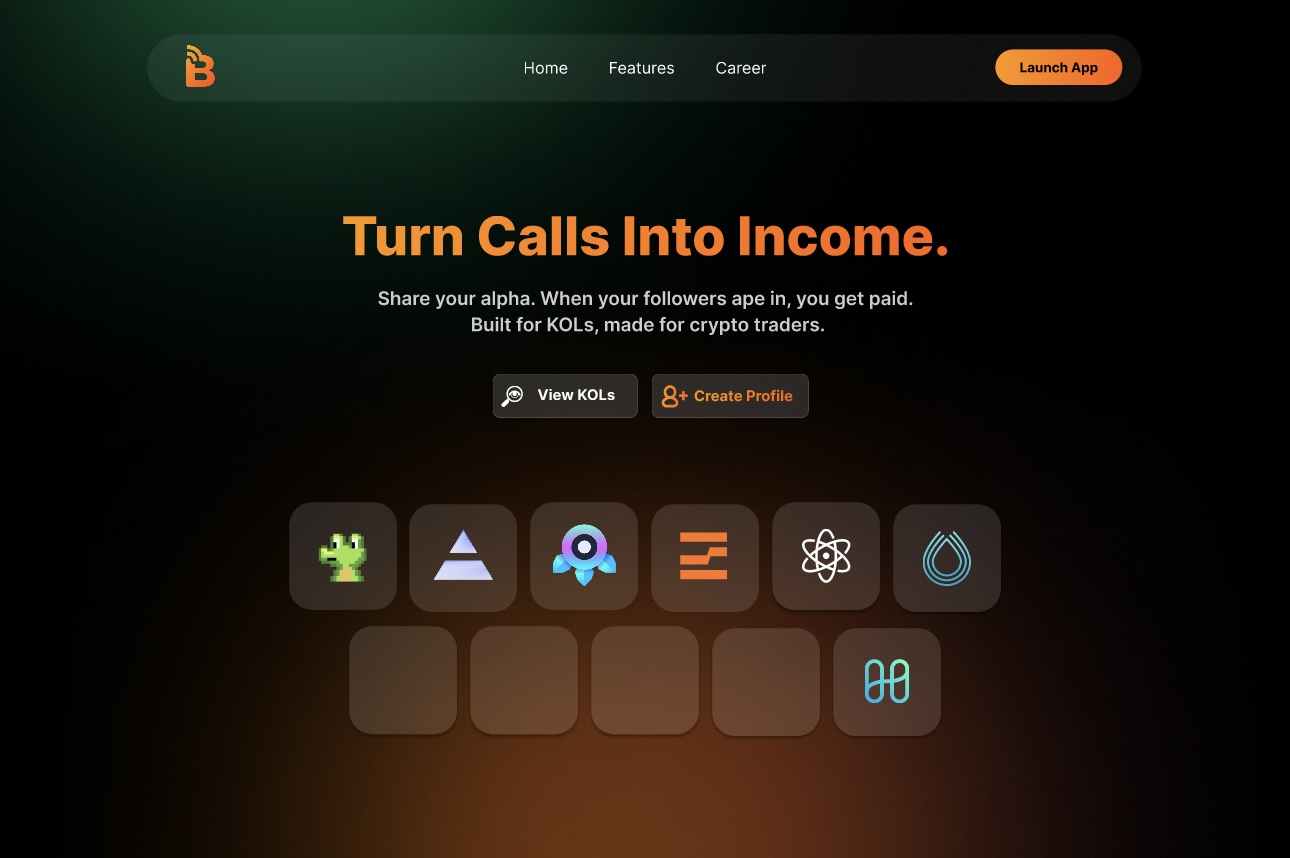 B
Home Features Career Launch App
Turn Calls Into Income.
Share your alpha. When your followers ape in, you get paid.
Built for KOLs, made for crypto traders.
View KOLs Create Profile